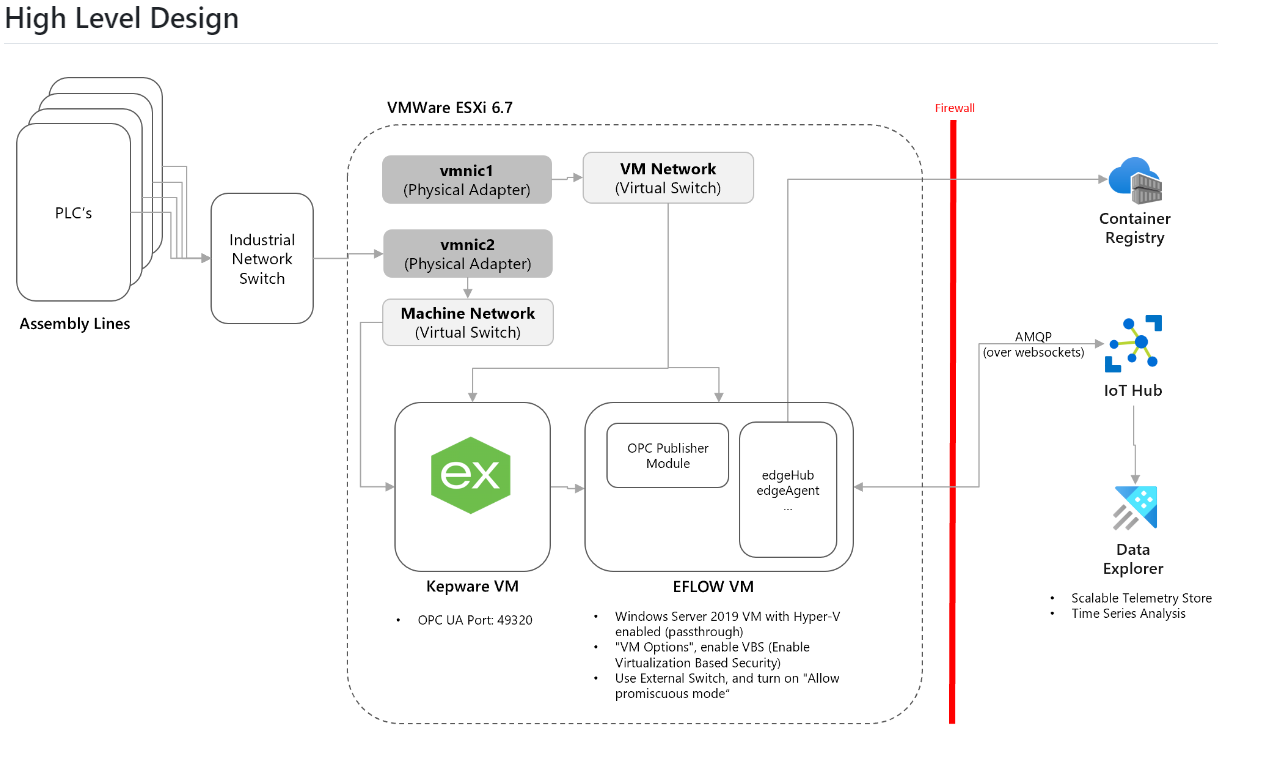 High Level Design
VMWare ESXi 6.7
Firewall
PLC's
Assembly Lines
Industrial
Network
Switch
vmnic1
(Physical Adapter)
VM Network
(Virtual Switch)
vmnic2
(Physical Adapter)
Machine Network
(Virtual Switch)
ex
Kepware VM
• OPC UA Port: 49320
OPC Publisher
Module
edgeHub
edgeAgent
...
EFLOW VM
• Windows Server 2019 VM with Hyper-V
enabled (passthrough)
• "VM Options", enable VBS (Enable
Virtualization Based Security)
• Use External Switch, and turn on "Allow
promiscuous mode"
Container
Registry
AMQP
(over websockets)
IoT Hub
Data
Explorer
• Scalable Telemetry Store
• Time Series Analysis